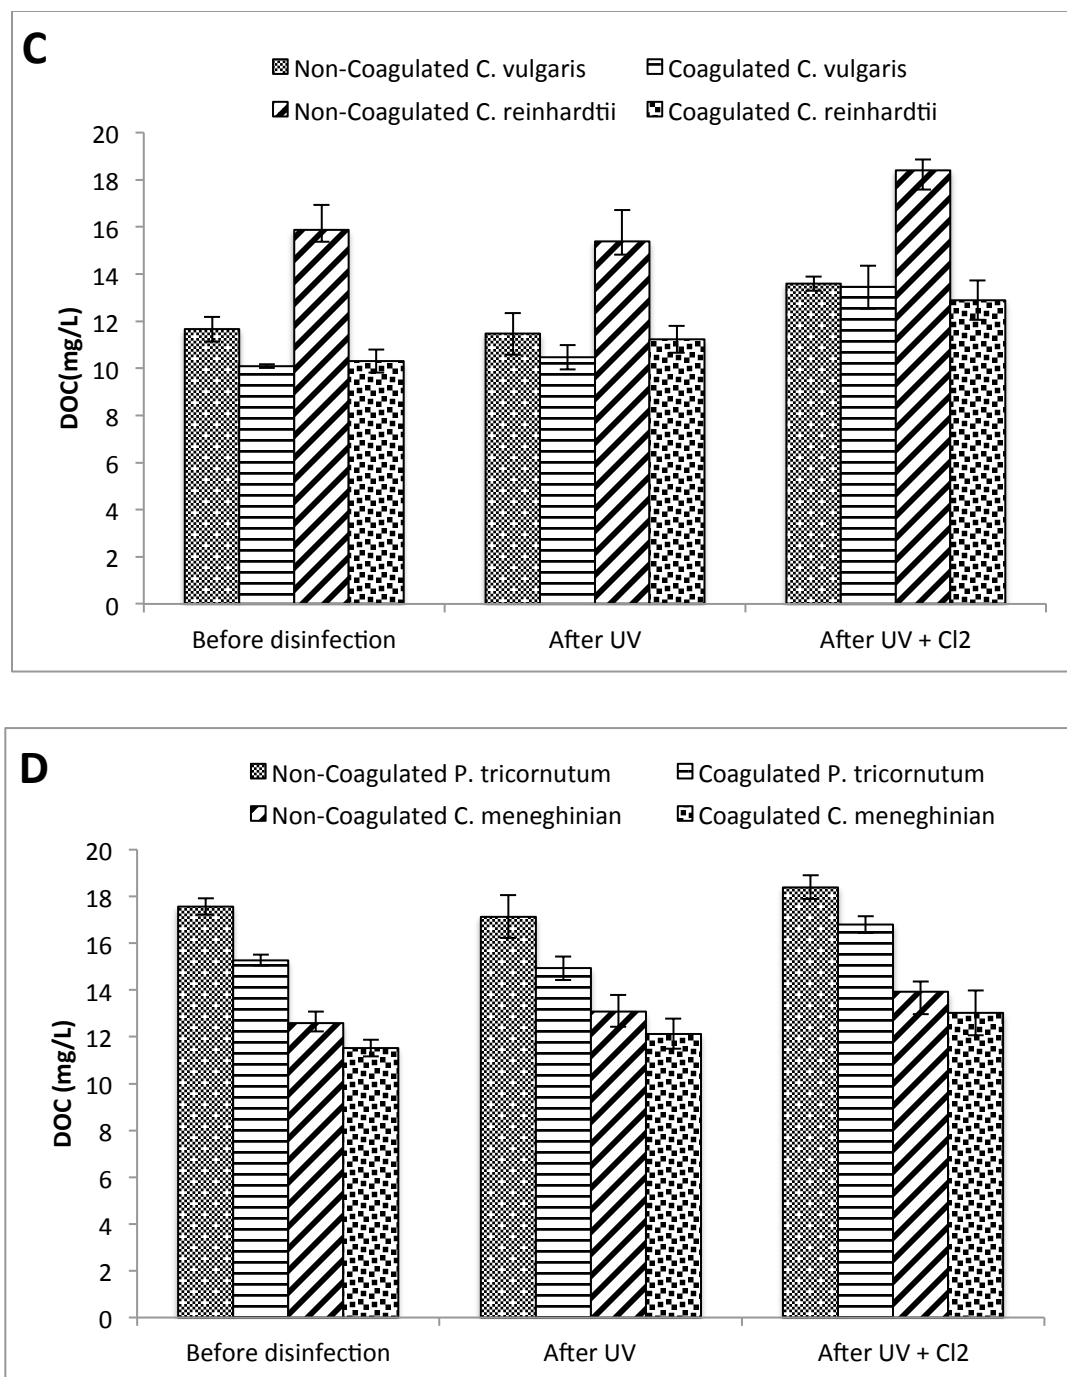 C
Non-Coagulated C. vulgaris Coagulated C. vulgaris
Non-Coagulated C. reinhardtii Coagulated C. reinhardtii
20
18
16
14
12
10
8
6
4
2
0
DOC(mg/L)
Before disinfection After UV After UV + Cl2
D
Non-Coagulated P. tricornutum Coagulated P. tricornutum
Non-Coagulated C. meneghinian Coagulated C. meneghinian
20
18
16
14
12
10
8
6
4
2
0
DOC (mg/L)
Before disinfection After UV After UV + Cl2